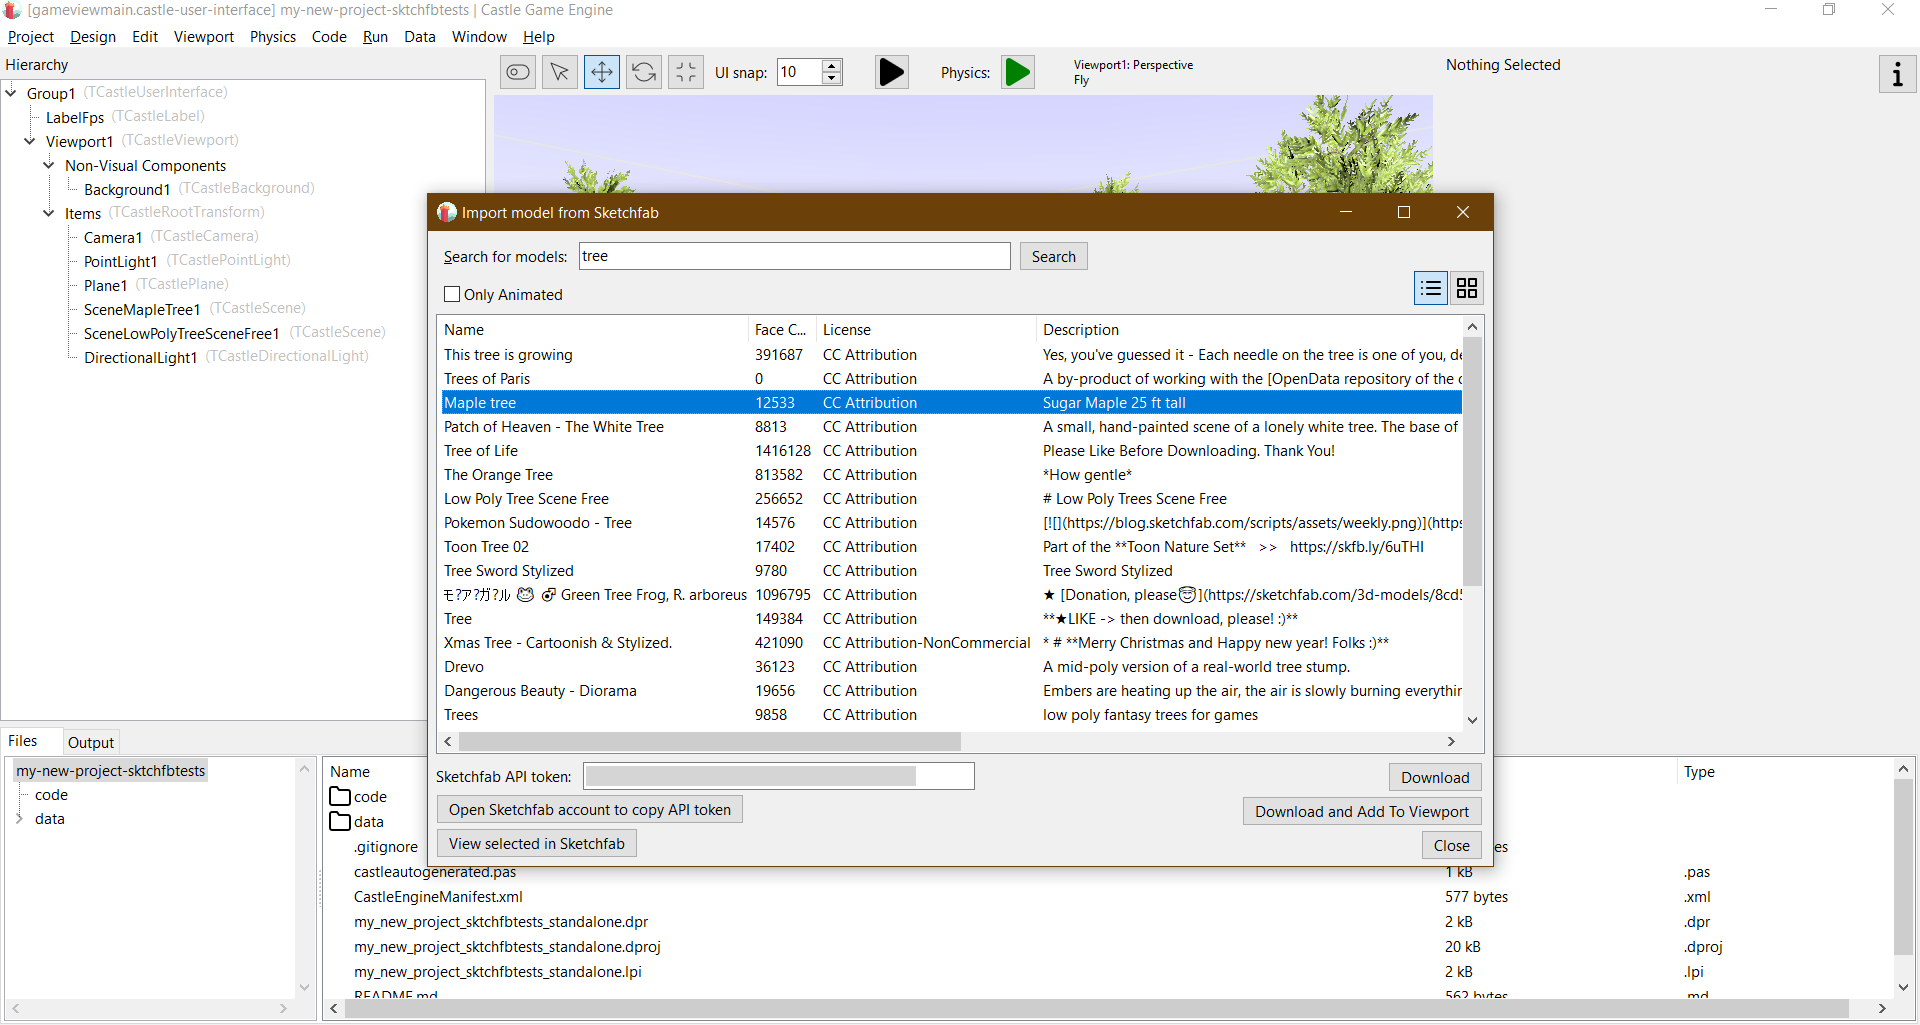 [gameviewmain.castle-user-interface] my-new-project-sktchfbtests | Castle Game Engine
Project Design Edit Viewport Physics Code Run Data Window Help
Hierarchy
Group1 (TCastleUserInterface)
LabelFps (TCastleLabel)
Viewport1 (TCastleViewport)
Non-Visual Components
Background1 (TCastleBackground)
Items (TCastleRootTransform)
Camera1 (TCastleCamera)
PointLight1 (TCastlePointLight)
Plane1 (TCastlePlane)
SceneMapleTree1 (TCastleScene)
SceneLowPolyTreeSceneFree1 (TCastleScene)
DirectionalLight1 (TCastleDirectionalLight)
UI snap: 10
Physics:
Viewport1: Perspective
Fly
Nothing Selected
i
Import model from Sketchfab
Search for models: tree Search
Only Animated
Name Face C... License Description
This tree is growing 391687 CC Attribution Yes, you've guessed it - Each needle on the tree is one of you, de
Trees of Paris 0 CC Attribution A by-product of working with the [OpenData repository of the c
Maple tree 12533 CC Attribution Sugar Maple 25 ft tall
Patch of Heaven - The White Tree 8813 CC Attribution A small, hand-painted scene of a lonely white tree. The base of
Tree of Life 1416128 CC Attribution Please Like Before Downloading. Thank You!
The Orange Tree 813582 CC Attribution *How gentle*
Low Poly Tree Scene Free 256652 CC Attribution # Low Poly Trees Scene Free
Pokemon Sudowoodo - Tree 14576 CC Attribution [![](https://blog.sketchfab.com/scripts/assets/weekly.png)](https
Toon Tree 02 17402 CC Attribution Part of the **Toon Nature Set** >> https://skfb.ly/6uTHI
Tree Sword Stylized 9780 CC Attribution Tree Sword Stylized
モ?ア?ガ?ル 🐸 ♂ Green Tree Frog, R. arboreus 1096795 CC Attribution ★ [Donation, please😇](https://sketchfab.com/3d-models/8cd5
Tree 149384 CC Attribution **★LIKE -> then download, please! :)**
Xmas Tree - Cartoonish & Stylized. 421090 CC Attribution-NonCommercial * # **Merry Christmas and Happy new year! Folks :)**
Drevo 36123 CC Attribution A mid-poly version of a real-world tree stump.
Dangerous Beauty - Diorama 19656 CC Attribution Embers are heating up the air, the air is slowly burning everythin
Trees 9858 CC Attribution low poly fantasy trees for games
Sketchfab API token:
Download
Open Sketchfab account to copy API token
Download and Add To Viewport
View selected in Sketchfab
Close
Files Output
my-new-project-sktchfbtests
code
data
Name Type
code
data
.gitignore es
castleautogenerated.pas 1 kB .pas
CastleEngineManifest.xml 577 bytes .xml
my_new_project_sktchfbtests_standalone.dpr 2 kB .dpr
my_new_project_sktchfbtests_standalone.dproj 20 kB .dproj
my_new_project_sktchfbtests_standalone.lpi 2 kB .lpi
README.md 562 bytes .md